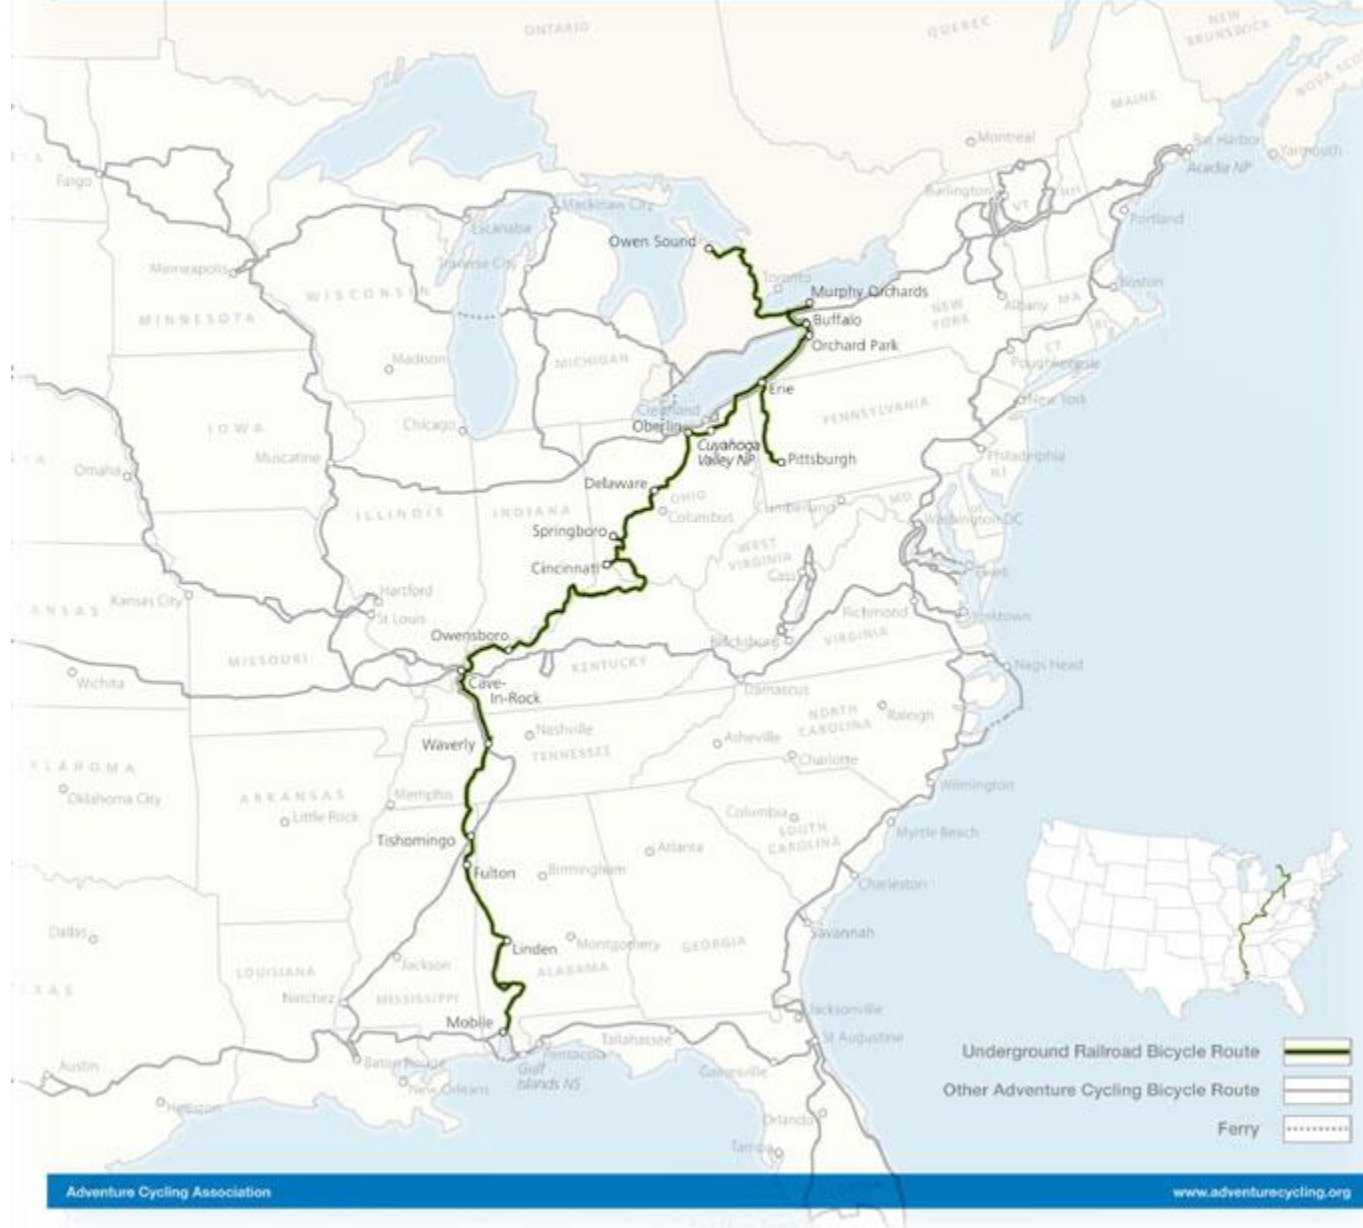 ONTARIO
QUEBEC
NEW
BRUNSWICK
NOVA SCO
MAINE
Montreal
Bar Harbor
Acadia NP
Yarmouth
Fargo
Burlington
VT
Portland
Mackinaw City
Escanaba
Owen Sound
Traverse City
Minneapolis
Toronto
Murphy Orchards
WISCONSIN
MINNESOTA
Buffalo
NEW
YORK
Albany
MA
Boston
RI
Orchard Park
CT
Poughkeepsie
MICHIGAN
Madison
Erie
New York
Cleveland
Oberlin
PENNSYLVANIA
IOWA
Chicago
Cuyahoga
Valley NP
Pittsburgh
Philadelphia
NJ
Muscatine
Omaha
Delaware
OHIO
Columbus
MD
Washington DC
ILLINOIS
INDIANA
Springboro
WEST
VIRGINIA
Cass
Cincinnati
Hartford
St Louis
Kansas City
ANSAS
Richmond
Yorktown
VIRGINIA
Blacksburg
Owensboro
MISSOURI
KENTUCKY
Nags Head
Wichita
Cave-
In-Rock
Damascus
NORTH
CAROLINA
Raleigh
Nashville
Waverly
TENNESSEE
Asheville
Charlotte
KLAHOMA
Oklahoma City
ARKANSAS
Little Rock
Memphis
Wilmington
Columbia
SOUTH
CAROLINA
Myrtle Beach
Tishomingo
Atlanta
Fulton
Birmingham
Charleston
Dallas
Linden
Montgomery
GEORGIA
Savannah
Jackson
ALABAMA
LOUISIANA
EXAS
Natchez
MISSISSIPPI
Mobile
Jacksonville
St Augustine
Tallahassee
Pensacola
Gulf
Islands NS
Baton Rouge
New Orleans
Gainesville
Austin
Houston
Orlando
Tampa
Underground Railroad Bicycle Route
Other Adventure Cycling Bicycle Route
Ferry
Adventure Cycling Association
www.adventurecycling.org